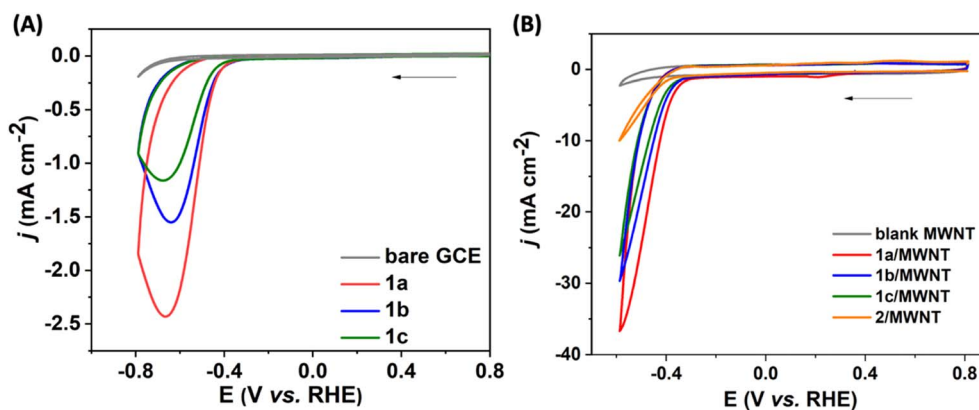 (A)
0.0
-0.5
-1.0
-1.5
-2.0
-2.5
j (mA cm-2)
bare GCE
1a
1b
1c
-0.8
-0.4
0.0
0.4
0.8
E (V vs. RHE)
(B)
0
-10
-20
-30
-40
j (mA cm-2)
blank MWNT
1a/MWNT
1b/MWNT
1c/MWNT
2/MWNT
-0.4
0.0
0.4
0.8
E (V vs. RHE)